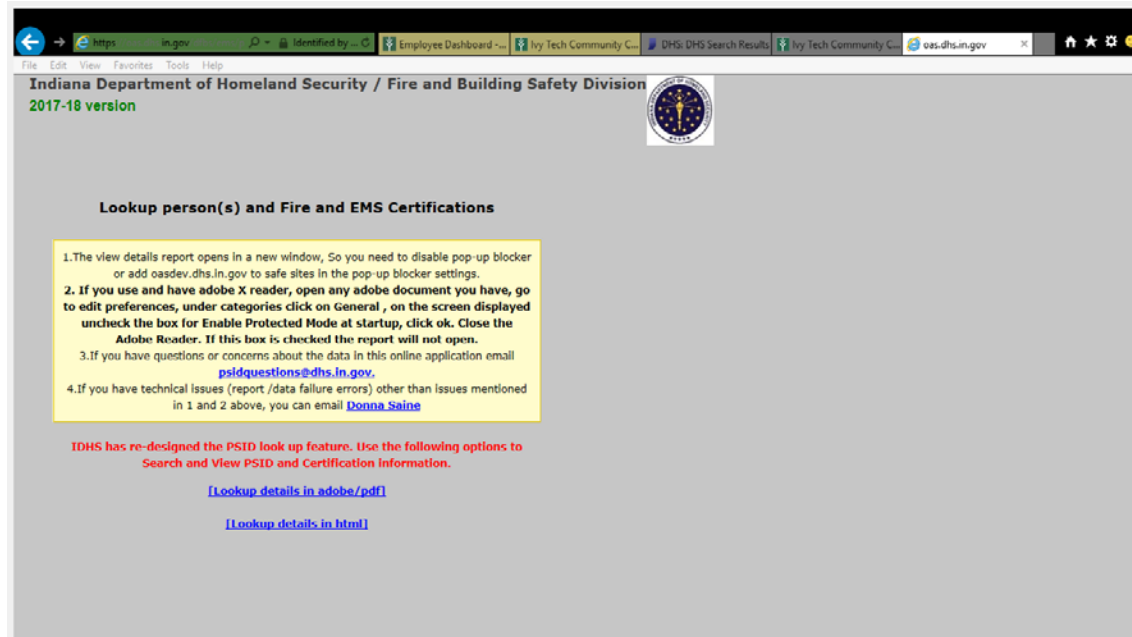 https in.gov Identified by ...
Employee Dashboard -...
Ivy Tech Community C...
DHS: DHS Search Results
Ivy Tech Community C...
oas.dhs.in.gov
File Edit View Favorites Tools Help
Indiana Department of Homeland Security / Fire and Building Safety Division
2017-18 version
Lookup person(s) and Fire and EMS Certifications
1.The view details report opens in a new window, So you need to disable pop-up blocker
or add oasdev.dhs.in.gov to safe sites in the pop-up blocker settings.
2. If you use and have adobe X reader, open any adobe document you have, go
to edit preferences, under categories click on General , on the screen displayed
uncheck the box for Enable Protected Mode at startup, click ok. Close the
Adobe Reader. If this box is checked the report will not open.
3.If you have questions or concerns about the data in this online application email
psidquestions@dhs.in.gov.
4.If you have technical issues (report /data failure errors) other than issues mentioned
in 1 and 2 above, you can email Donna Saine
IDHS has re-designed the PSID look up feature. Use the following options to
Search and View PSID and Certification information.
[Lookup details in adobe/pdf]
[Lookup details in html]